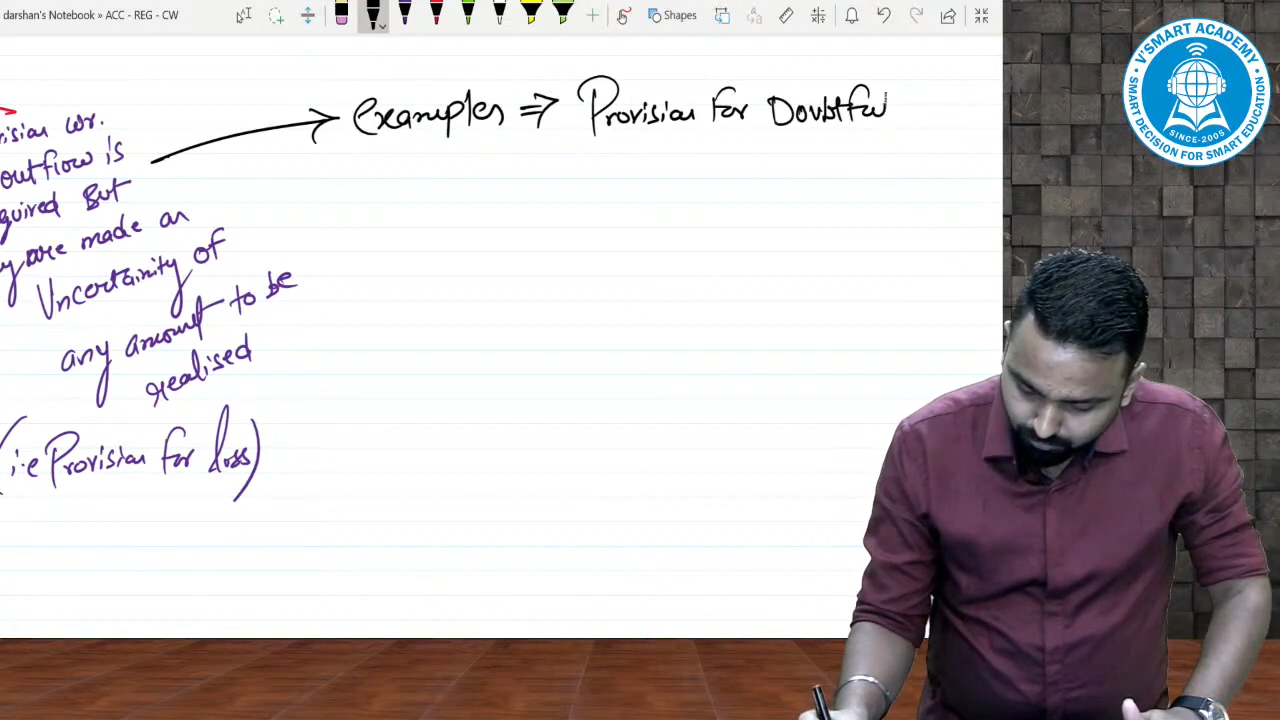 darshan's Notebook » ACC - REG - CW
Shapes
ision wr.
outflow is
quired But
y are made on
Uncertainity of
any amount to be
realised
(i.e Provision for loss)
Examples ⇒ Provision for Doubtfu
V'SMART ACADEMY
SINCE-2005
SMART DECISION FOR SMART EDUCATION